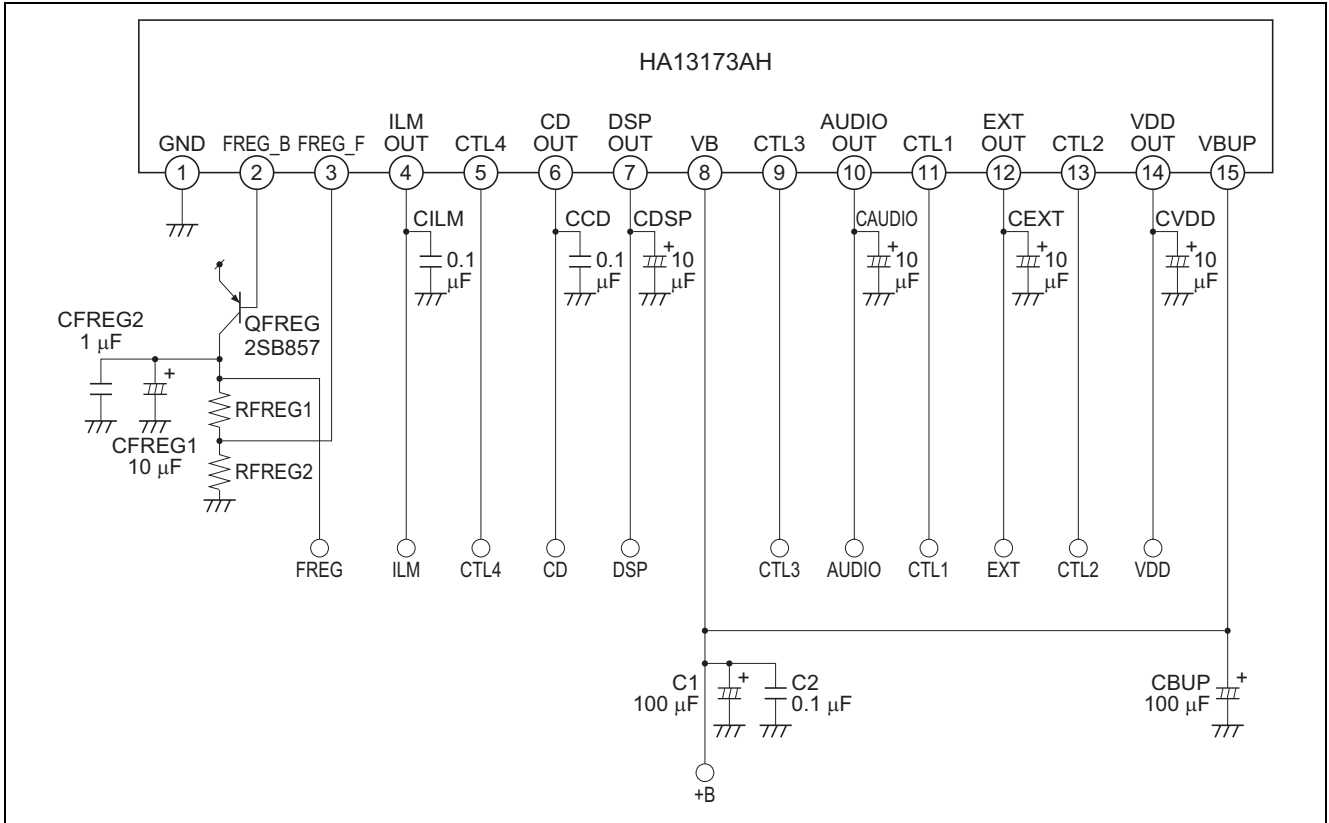 HA13173AH
GND
FREG_B
FREG_F
ILM
OUT
CTL4
CD
OUT
DSP
OUT
VB
CTL3
AUDIO
OUT
CTL1
EXT
OUT
CTL2
VDD
OUT
VBUP
1
2
3
4
5
6
7
8
9
10
11
12
13
14
15
CILM
0.1
μF
CCD
0.1
μF
CDSP
+
10
μF
CAUDIO
+
10
μF
CEXT
+
10
μF
CVDD
+
10
μF
QFREG
2SB857
CFREG2
1 μF
+
CFREG1
10 μF
RFREG1
RFREG2
FREG
ILM
CTL4
CD
DSP
CTL3
AUDIO
CTL1
EXT
CTL2
VDD
C1
100 μF
+
C2
0.1 μF
CBUP
100 μF
+
+B